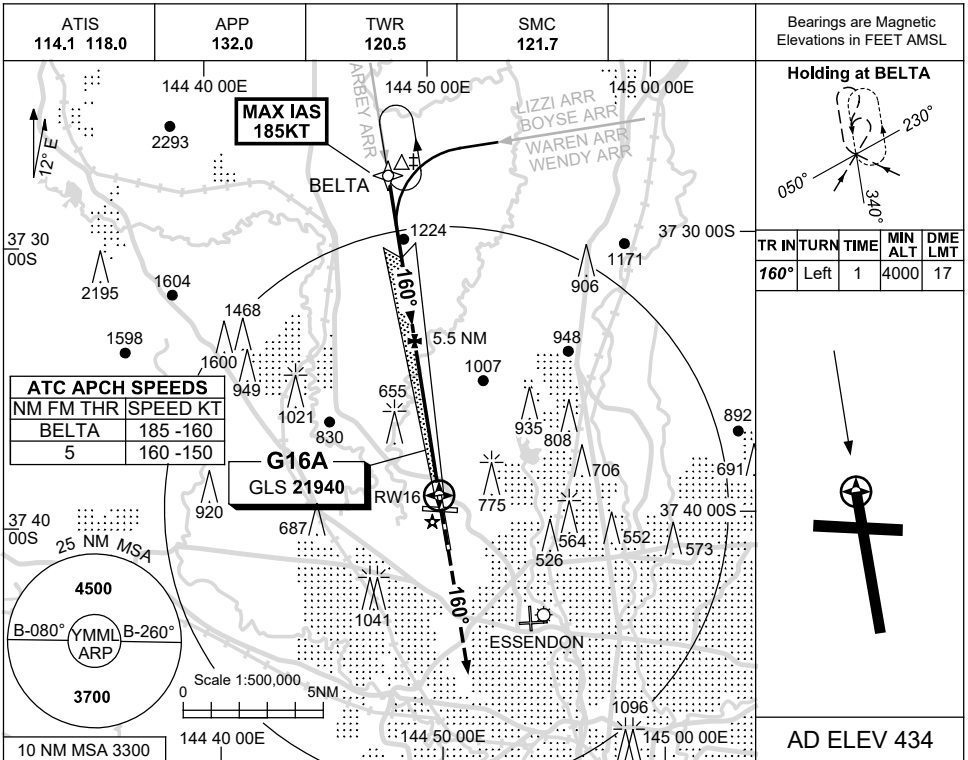 ATIS
114.1 118.0
APP
132.0
TWR
120.5
SMC
121.7
Bearings are Magnetic
Elevations in FEET AMSL
144 40 00E
144 50 00E
145 00 00E
12° E
2293
MAX IAS
185KT
ARBEY ARR
LIZZI ARR
BOYSE ARR
WAREN ARR
WENDY ARR
BELTA
Holding at BELTA
230°
050°
340°
TR IN TURN TIME MIN ALT DME LMT
160° Left 1 4000 17
37 30
00S
1224
37 30 00S
1171
2195
1604
160°
906
1468
5.5 NM
1598
1600
948
949
1007
ATC APCH SPEEDS
NM FM THR SPEED KT
BELTA 185 -160
5 160 -150
1021
655
830
935
808
892
G16A
GLS 21940
706
691
RW16
775
920
687
37 40 00S
37 40
00S
564
552
573
526
25 NM MSA
4500
B-080°
YMML
ARP
B-260°
3700
1041
160°
ESSENDON
Scale 1:500,000
0
5NM
1096
144 40 00E
144 50 00E
145 00 00E
10 NM MSA 3300
AD ELEV 434